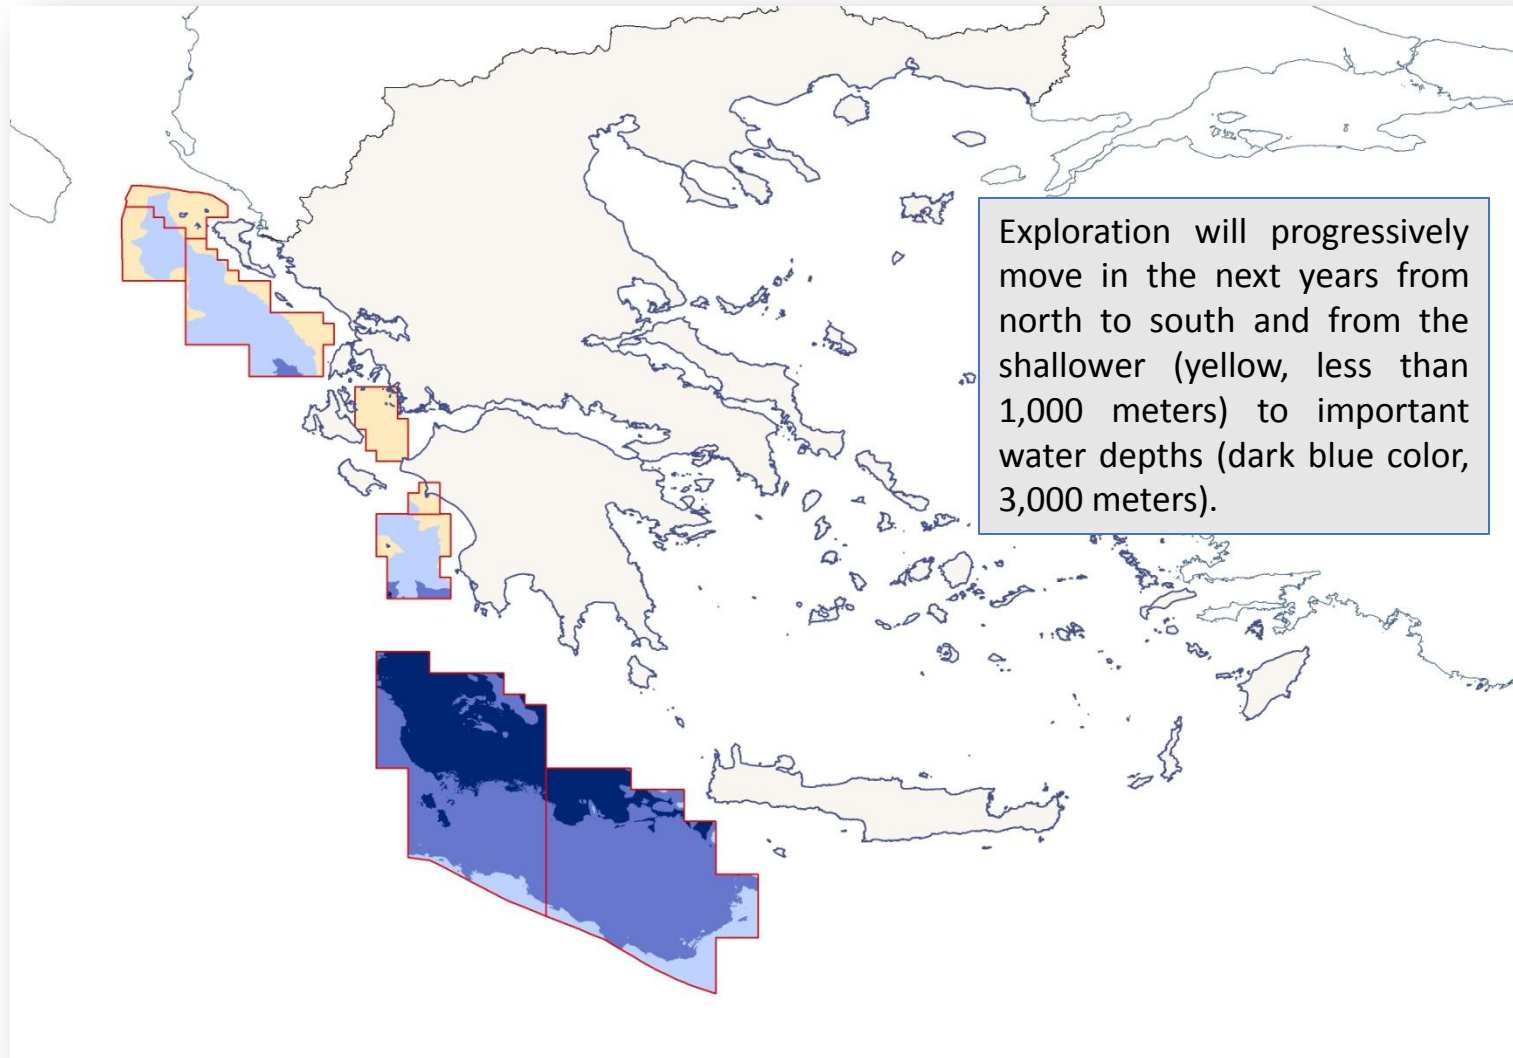 Exploration will progressively
move in the next years from
north to south and from the
shallower (yellow, less than
1,000 meters) to important
water depths (dark blue color,
3,000 meters).